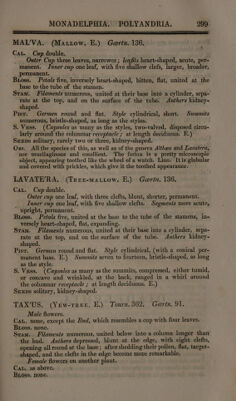 MONADELPHIA. POLYANDRIA. 299
MAL'VA. (MALLOW. E.) Gærtn. 136.
CAL. Cup double.
Outer Cup three leaves, narrower; leafits heart-shaped, acute, permanent.
Inner cup one leaf, with five shallow cleft, larger, broader,
permanent.
BLOSS. Petals five, inversely heart-shaped, bitten, flat, united at the
base to the tube of the stamens.
STAM. Filaments numerous, united at their base into a cylinder, separate
at the top, and on the surface of the tube. Anthers kidney-
shaped.
PIST. Germen round and flat. Style cylindrical, short. Summits
numerous, bristle-shaped, as long as the styles.
S. VESS. (Capsules as many as the styles, two-valved, disposed circularly
around the columnar receptacle; at length deciduous. E.)
SEEDS solitary, rarely two or three, kidney-shaped.
OBS. All the species of this, as well as of the genera Althæa and Lavatera,
are mucilaginous and emollient. The farina is a pretty microscopic
object, appearing toothed like the wheel of a watch. Linn. It is globular
and covered with prickles, which give it the toothed appearance.
LAVATE'RA. (TREE-MALLOW. E.) Gærtn. 136.
CAL. Cup double.
Outer cup one leaf, with three clefts, blunt, shorter, permanent.
Inner cup one leaf, with five shallow clefts. Segments more acute,
upright, permanent.
BLOSS. Petals five, united at the base to the tube of the stamens, inversely
heart-shaped, flat, expanding.
STAM. Filaments numerous, united at their base into a cylinder, separate
at the top, and on the surface of the tube. Anthers kidney-
shaped.
PIST. Germen round and flat. Style cylindrical, (with a conical permanent
base. E.) Summits seven to fourteen, bristle-shaped, as long
as the style.
S. VESS. (Capsules as many as the summits, compressed, either tumid,
or concave and wrinkled, at the back, ranged in a whirl around
the columnar receptacle; at length deciduous. E.)
SEEDS solitary, kidney-shaped.
TAX'US. (YEW-TREE. E.) Tourn. 362. Gærtn. 91.
Male flowers.
CAL. none, except the Bud, which resembles a cup with four leaves.
BLOSS. none.
STAM. Filaments numerous, united below into a column longer than
the bud. Anthers depressed, blunt at the edge, with eight clefts,
opening all round at the base; after shedding their pollen, flat, target-
shaped, and the clefts in the edge become more remarkable.
Female flowers on another plant.
CAL. as above.
BLOSS. none.